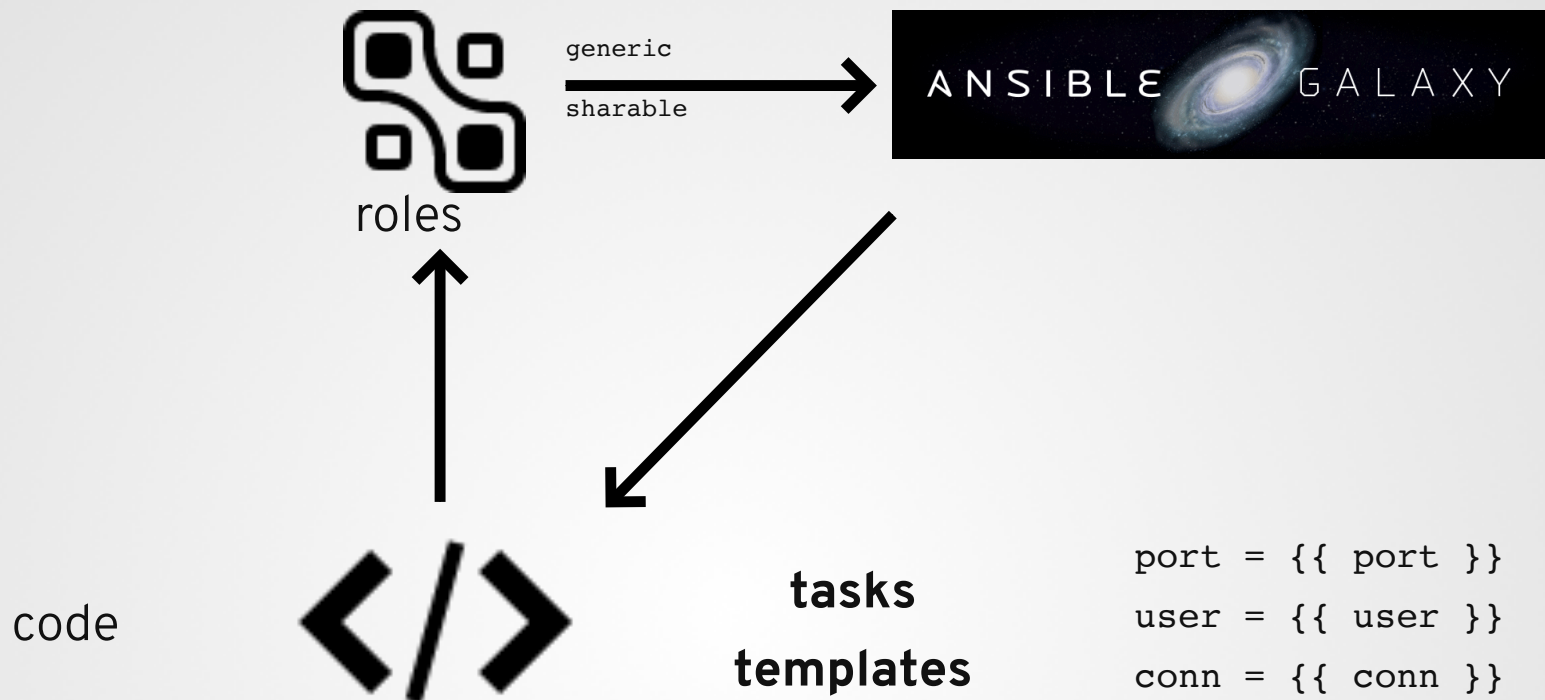 generic
ANSIBLE GALAXY
sharable
roles
port = {{ port }}
tasks
user = {{ user }}
code
templates
conn = {{ conn }}